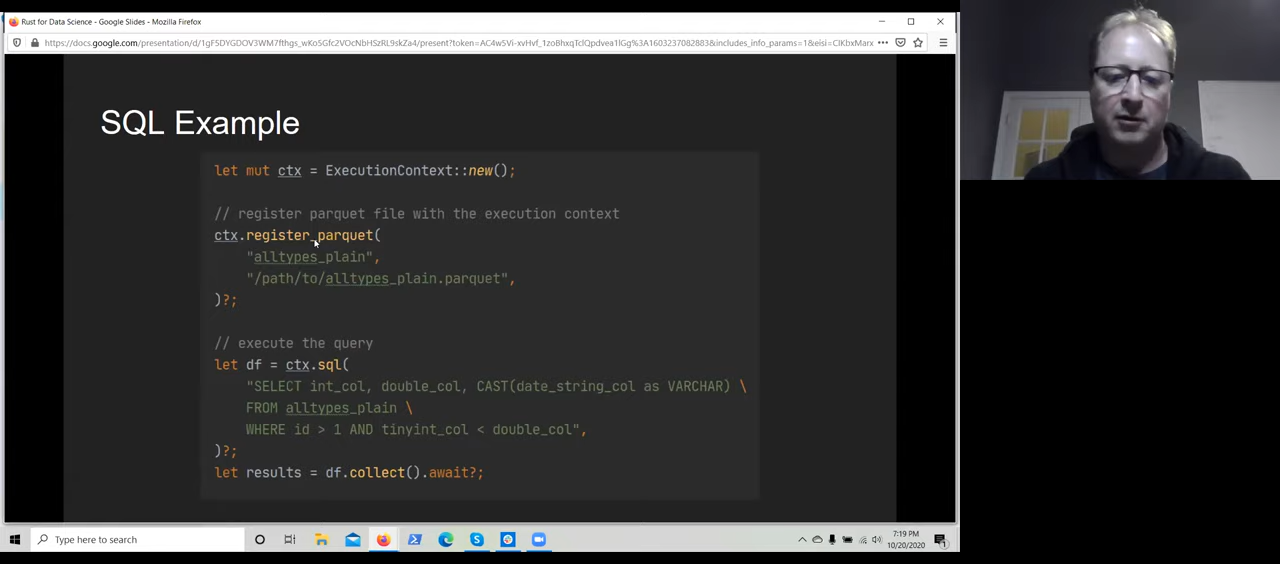 Rust for Data Science - Google Slides - Mozilla Firefox
SQL Example
let mut ctx = ExecutionContext::new();
// register parquet file with the execution context
ctx.register_parquet(
"alltypes_plain",
"/path/to/alltypes_plain.parquet",
)?;
// execute the query
let df = ctx.sql(
"SELECT int_col, double_col, CAST(date_string_col as VARCHAR) \
FROM alltypes_plain \
WHERE id > 1 AND tinyint_col < double_col",
)?;
let results = df.collect().await?;
Type here to search
7:19 PM
10/20/2020